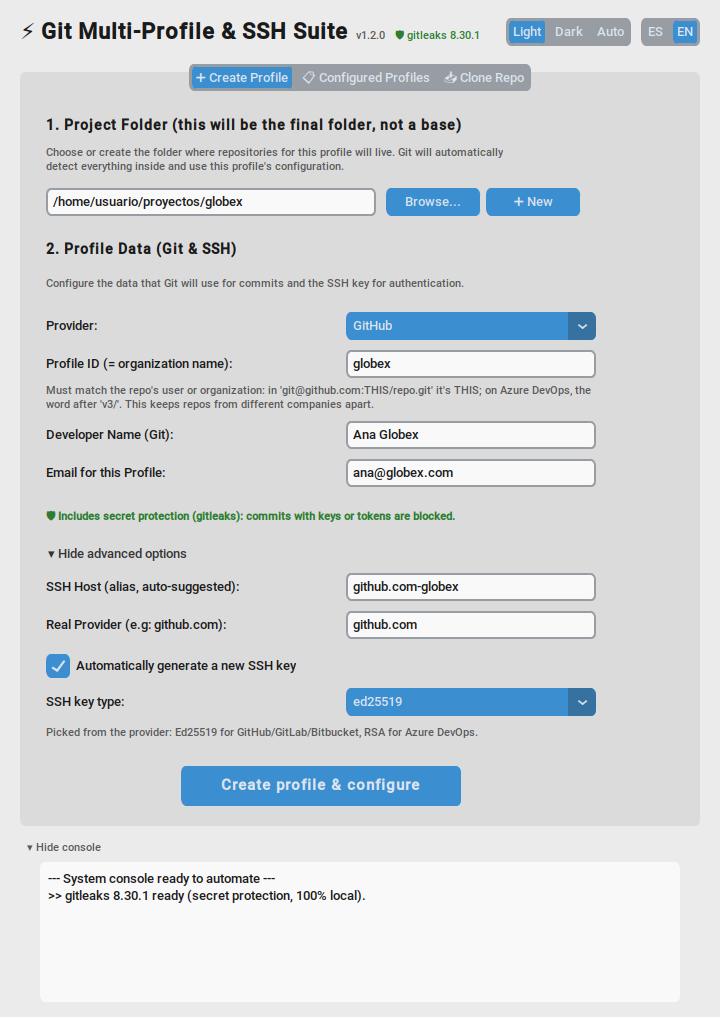 ⚡ Git Multi-Profile & SSH Suite v1.2.0 gitleaks 8.30.1 Light Dark Auto ES EN
+ Create Profile Configured Profiles Clone Repo
1. Project Folder (this will be the final folder, not a base)
Choose or create the folder where repositories for this profile will live. Git will automatically
detect everything inside and use this profile's configuration.
/home/usuario/proyectos/globex Browse... + New
2. Profile Data (Git & SSH)
Configure the data that Git will use for commits and the SSH key for authentication.
Provider: GitHub
Profile ID (= organization name): globex
Must match the repo's user or organization: in 'git@github.com:THIS/repo.git' it's THIS; on Azure DevOps, the
word after 'v3/'. This keeps repos from different companies apart.
Developer Name (Git): Ana Globex
Email for this Profile: ana@globex.com
Includes secret protection (gitleaks): commits with keys or tokens are blocked.
▾ Hide advanced options
SSH Host (alias, auto-suggested): github.com-globex
Real Provider (e.g: github.com): github.com
Automatically generate a new SSH key
SSH key type: ed25519
Picked from the provider: Ed25519 for GitHub/GitLab/Bitbucket, RSA for Azure DevOps.
Create profile & configure
▾ Hide console
--- System console ready to automate ---
>> gitleaks 8.30.1 ready (secret protection, 100% local).